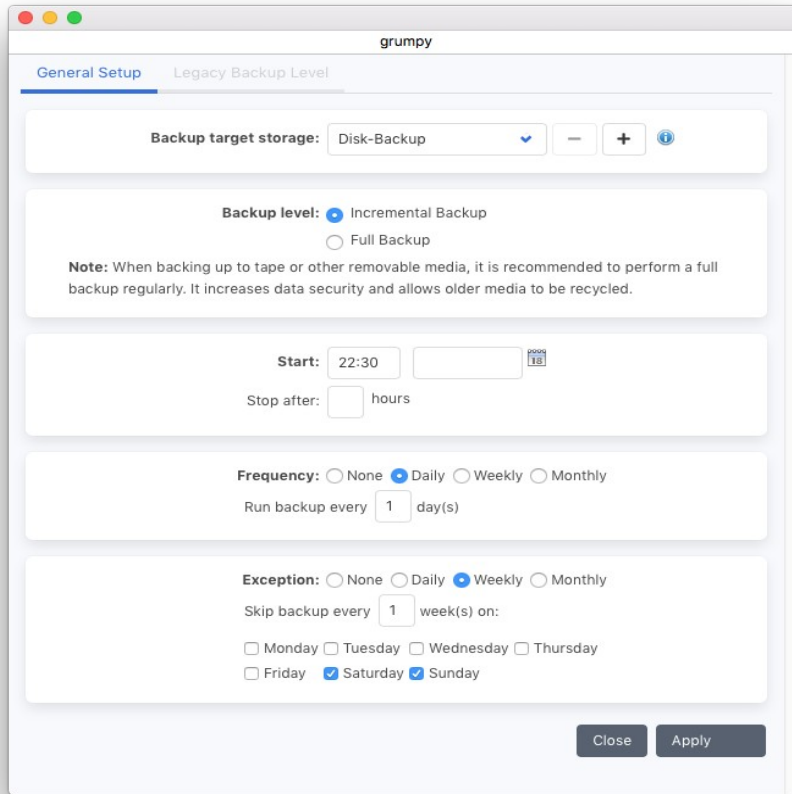 grumpy
General Setup Legacy Backup Level
Backup target storage: Disk-Backup − +
Backup level: Incremental Backup
Full Backup
Note: When backing up to tape or other removable media, it is recommended to perform a full
backup regularly. It increases data security and allows older media to be recycled.
Start: 22:30 18
Stop after: hours
Frequency: None Daily Weekly Monthly
Run backup every 1 day(s)
Exception: None Daily Weekly Monthly
Skip backup every 1 week(s) on:
Monday Tuesday Wednesday Thursday
Friday Saturday Sunday
Close Apply